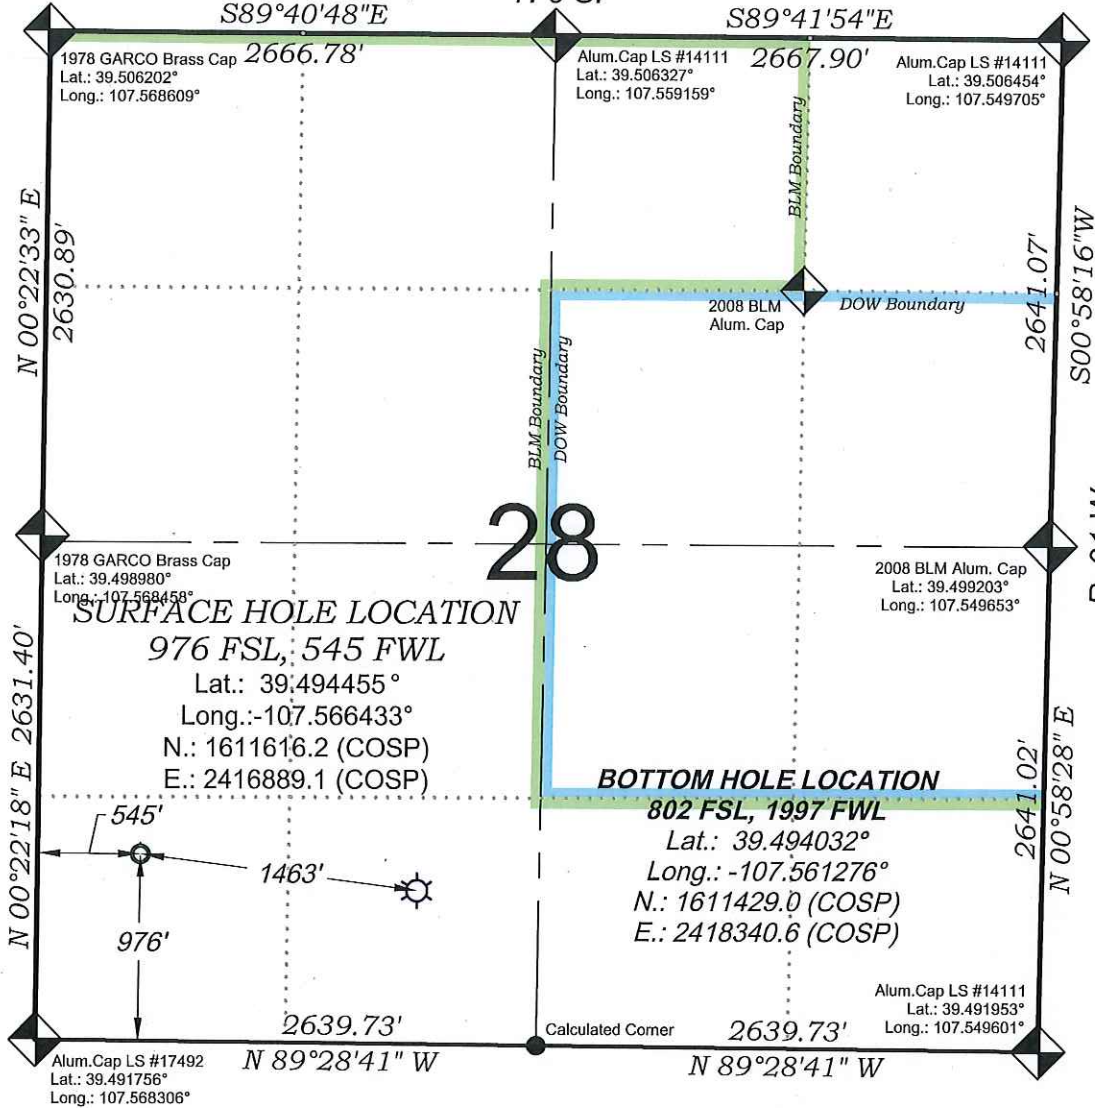 S89°40'48"E
S89°41'54"E
1978 GARCO Brass Cap
Lat.: 39.506202°
Long.: 107.568609°
2666.78'
Alum.Cap LS #14111
Lat.: 39.506327°
Long.: 107.559159°
2667.90'
Alum.Cap LS #14111
Lat.: 39.506454°
Long.: 107.549705°
BLM Boundary
N 00°22'33" E
2630.89'
2641.07'
S00°58'16"W
2008 BLM
Alum. Cap
DOW Boundary
BLM Boundary
DOW Boundary
28
1978 GARCO Brass Cap
Lat.: 39.498980°
Long.: 107.568458°
2008 BLM Alum. Cap
Lat.: 39.499203°
Long.: 107.549653°
SURFACE HOLE LOCATION
976 FSL, 545 FWL
Lat.: 39.494455°
Long.:-107.566433°
N.: 1611616.2 (COSP)
E.: 2416889.1 (COSP)
N 00°22'18" E 2631.40'
BOTTOM HOLE LOCATION
802 FSL, 1997 FWL
Lat.: 39.494032°
Long.: -107.561276°
N.: 1611429.0 (COSP)
E.: 2418340.6 (COSP)
2641.02'
N 00°58'28" E
545'
1463'
976'
Alum.Cap LS #14111
Lat.: 39.491953°
Long.: 107.549601°
2639.73'
Calculated Corner
2639.73'
N 89°28'41" W
N 89°28'41" W
Alum.Cap LS #17492
Lat.: 39.491756°
Long.: 107.568306°